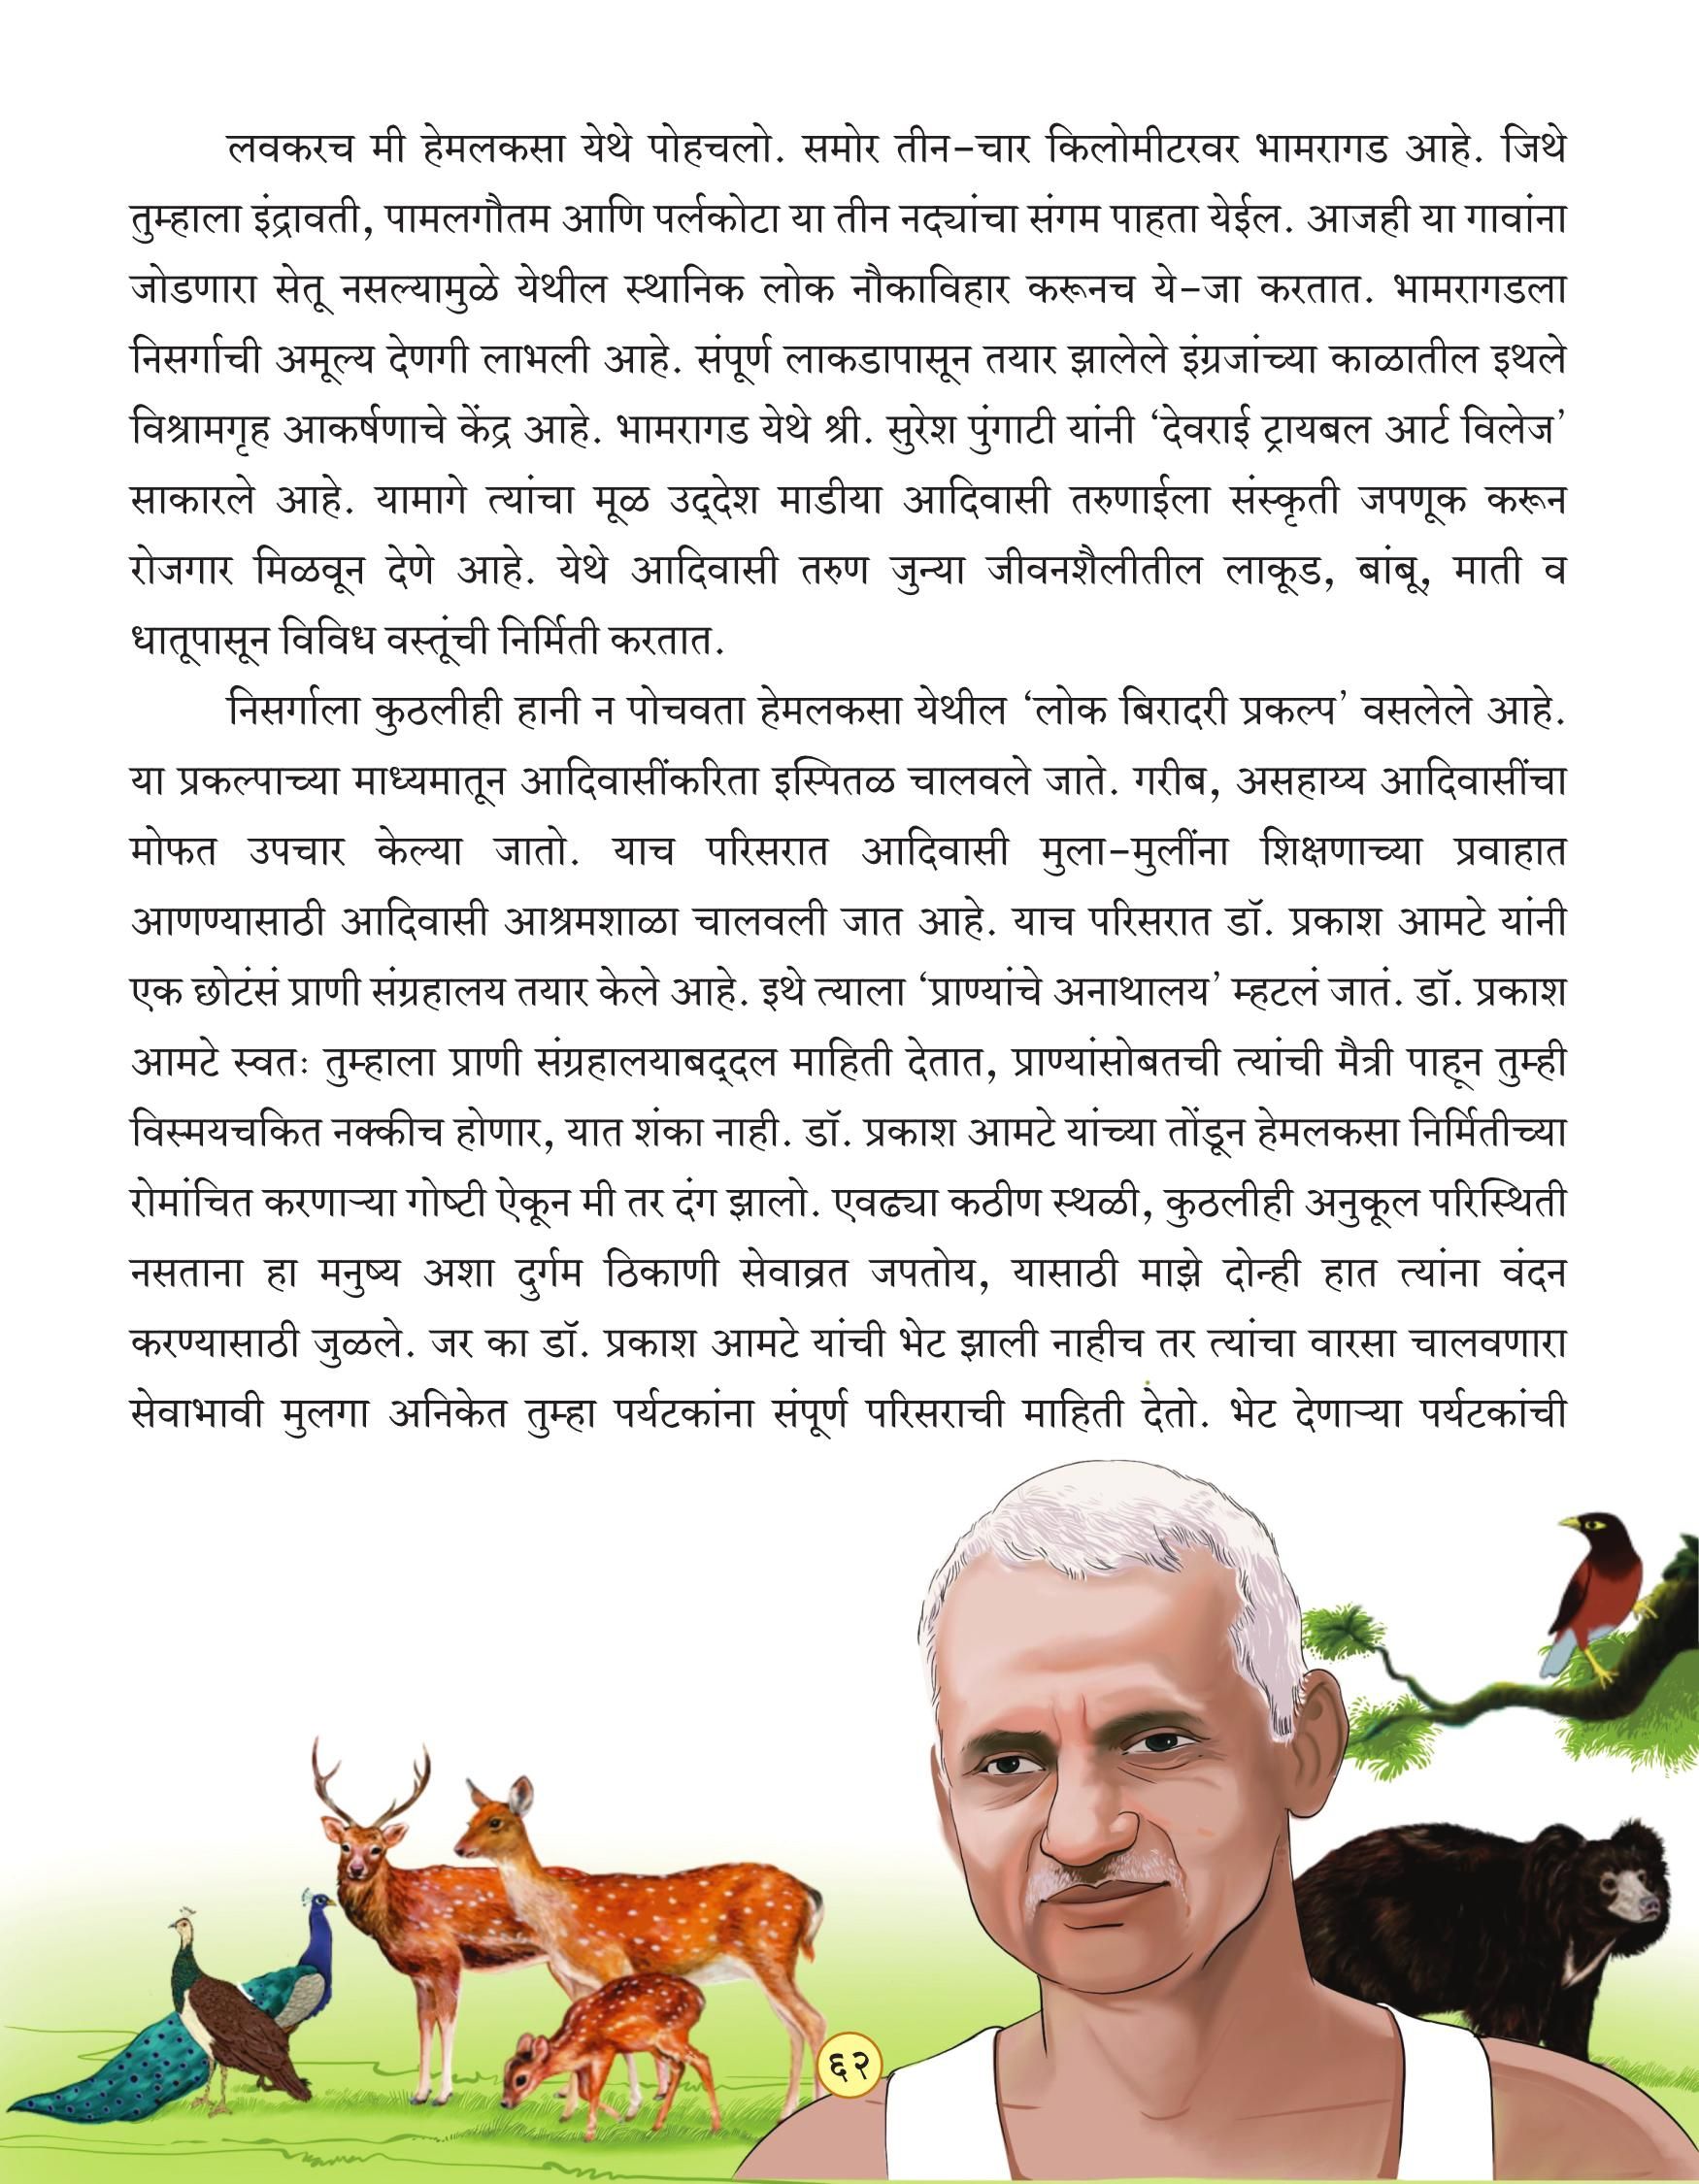 लवकरच मी हेमलकसा येथे पोहचलो. समोर तीन-चार किलोमीटरवर भामरागड आहे. जिथे
तुम्हाला इंद्रावती, पामलगौतम आणि पर्लकोटा या तीन नद्यांचा संगम पाहता येईल. आजही या गावांना
जोडणारा सेतू नसल्यामुळे येथील स्थानिक लोक नौकाविहार करूनच ये-जा करतात. भामरागडला
निसर्गाची अमूल्य देणगी लाभली आहे. संपूर्ण लाकडापासून तयार झालेले इंग्रजांच्या काळातील इथले
विश्रामगृह आकर्षणाचे केंद्र आहे. भामरागड येथे श्री. सुरेश पुंगाटी यांनी ‘देवराई ट्रायबल आर्ट विलेज’
साकारले आहे. यामागे त्यांचा मूळ उद्‌देश माडीया आदिवासी तरुणाईला संस्कृती जपणूक करून
रोजगार मिळवून देणे आहे. येथे आदिवासी तरुण जुन्या जीवनशैलीतील लाकूड, बांबू, माती व
धातूपासून विविध वस्तूंची निर्मिती करतात.
निसर्गाला कुठलीही हानी न पोचवता हेमलकसा येथील ‘लोक बिरादरी प्रकल्प’ वसलेले आहे.
या प्रकल्पाच्या माध्यमातून आदिवासींकरिता इस्पितळ चालवले जाते. गरीब, असहाय्य आदिवासींचा
मोफत उपचार केल्या जातो. याच परिसरात आदिवासी मुला-मुलींना शिक्षणाच्या प्रवाहात
आणण्यासाठी आदिवासी आश्रमशाळा चालवली जात आहे. याच परिसरात डॉ. प्रकाश आमटे यांनी
एक छोटंसं प्राणी संग्रहालय तयार केले आहे. इथे त्याला ‘प्राण्यांचे अनाथालय’ म्हटलं जातं. डॉ. प्रकाश
आमटे स्वतः तुम्हाला प्राणी संग्रहालयाबद्‌दल माहिती देतात, प्राण्यांसोबतची त्यांची मैत्री पाहून तुम्ही
विस्मयचकित नक्कीच होणार, यात शंका नाही. डॉ. प्रकाश आमटे यांच्या तोंडून हेमलकसा निर्मितीच्या
रोमांचित करणाऱ्या गोष्टी ऐकून मी तर दंग झालो. एवढ्या कठीण स्थळी, कुठलीही अनुकूल परिस्थिती
नसताना हा मनुष्य अशा दुर्गम ठिकाणी सेवाव्रत जपतोय, यासाठी माझे दोन्ही हात त्यांना वंदन
करण्यासाठी जुळले. जर का डॉ. प्रकाश आमटे यांची भेट झाली नाहीच तर त्यांचा वारसा चालवणारा
सेवाभावी मुलगा अनिकेत तुम्हा पर्यटकांना संपूर्ण परिसराची माहिती देतो. भेट देणाऱ्या पर्यटकांची
६२